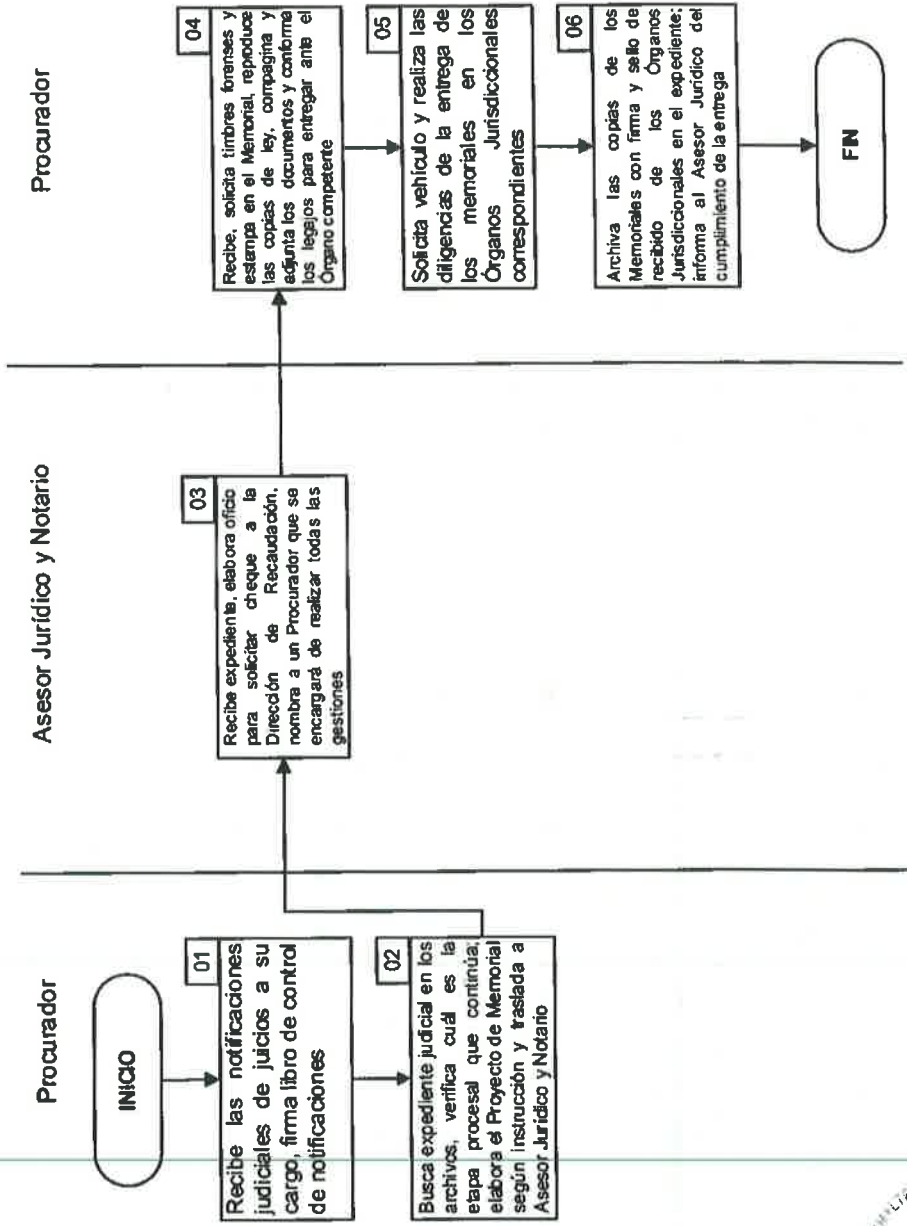 Procurador
INICIO
01
Recibe las notificaciones
judiciales de juicios a su
cargo, firma libro de control
de notificaciones
02
Busca expediente judicial en los
archivos, verifica cuál es la
etapa procesal que continúa;
elabora el Proyecto de Memorial
según instrucción y traslada a
Asesor Jurídico y Notario
Asesor Jurídico y Notario
03
Recibe expediente, elabora oficio
para solicitar cheque a la
Dirección de Recaudación,
nombra a un Procurador que se
encargará de realizar todas las
gestiones
Procurador
04
Recibe, solicita timbres forenses y
estampa en el Memorial, reproduce
las copias de ley, compagina y
adjunta los documentos y conforma
los legajos para entregar ante el
Órgano competente
05
Solicita vehículo y realiza las
diligencias de la entrega de
los memoriales en los
Órganos Jurisdiccionales
correspondientes
06
Archiva las copias de los
Memoriales con firma y sello de
recibido de los Órganos
Jurisdiccionales en el expediente;
informa al Asesor Jurídico del
cumplimiento de la entrega
FIN